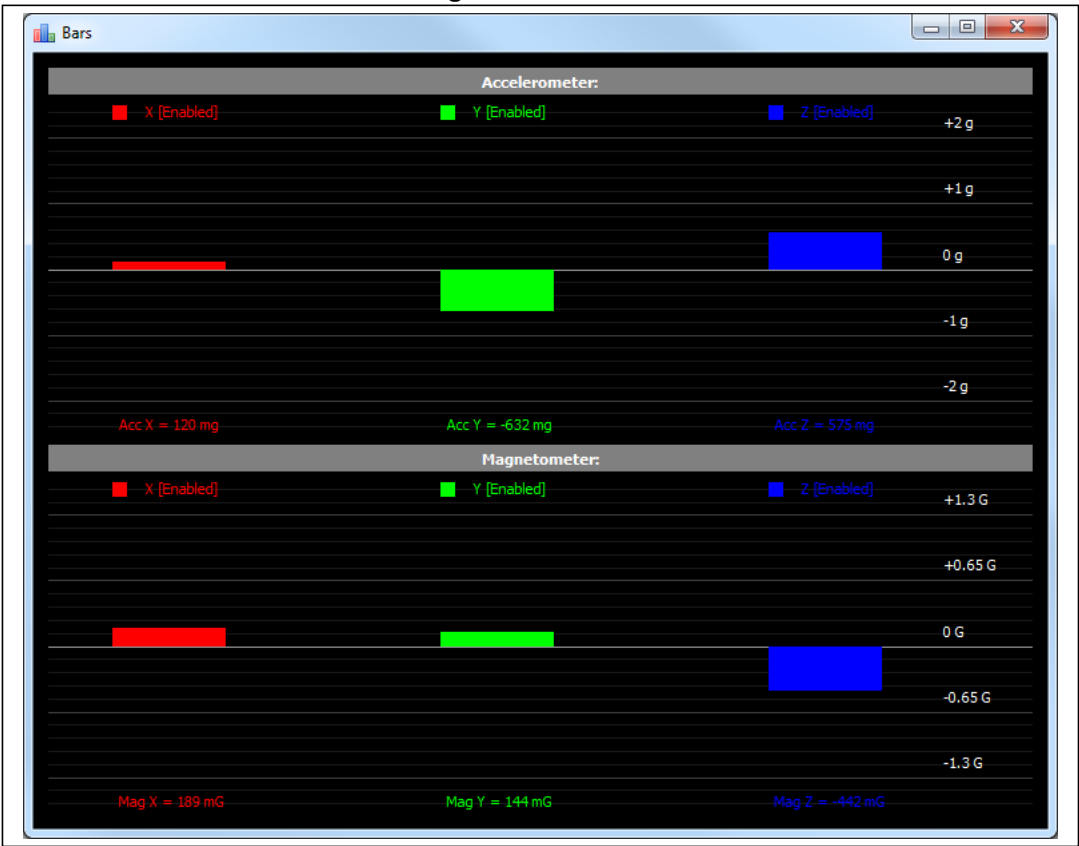 Bars
Accelerometer:
X [Enabled] Y [Enabled] Z [Enabled]
+2 g
+1 g
0 g
-1 g
-2 g
Acc X = 120 mg Acc Y = -632 mg Acc Z = 575 mg
Magnetometer:
X [Enabled] Y [Enabled] Z [Enabled]
+1.3 G
+0.65 G
0 G
-0.65 G
-1.3 G
Mag X = 189 mG Mag Y = 144 mG Mag Z = -442 mG